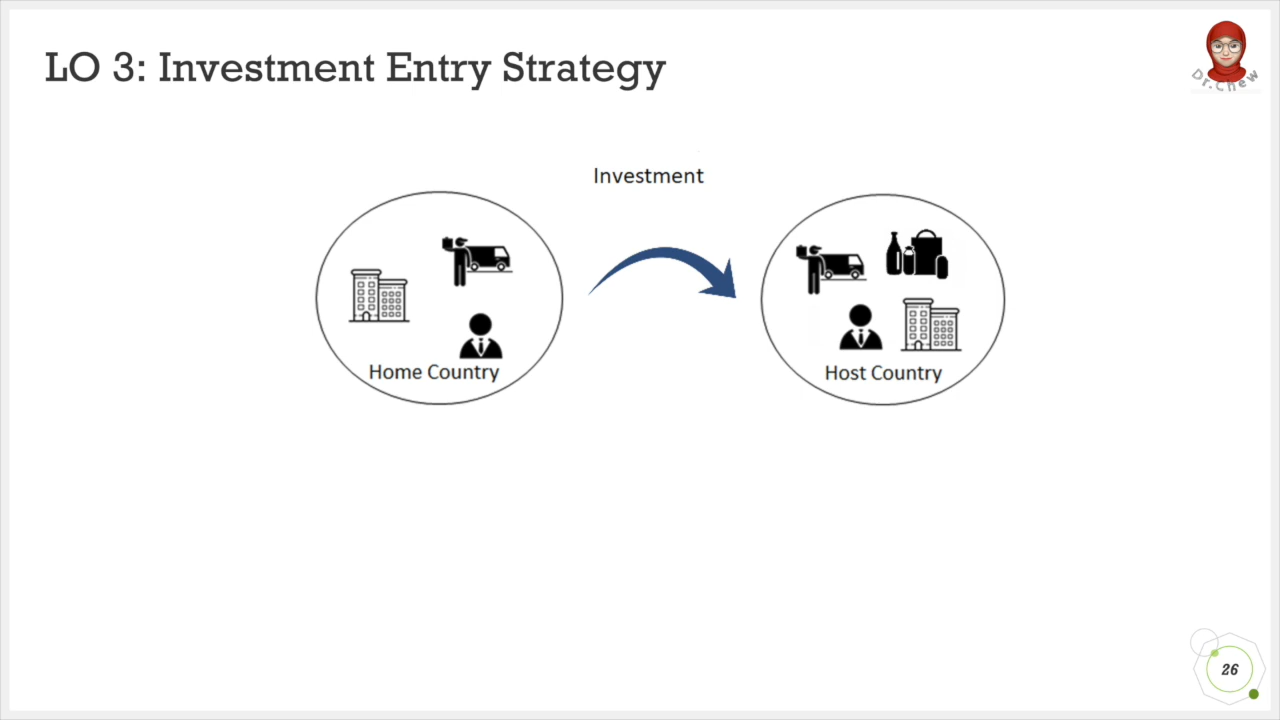 LO 3: Investment Entry Strategy
Dr.Chew
Investment
Home Country
Host Country
26